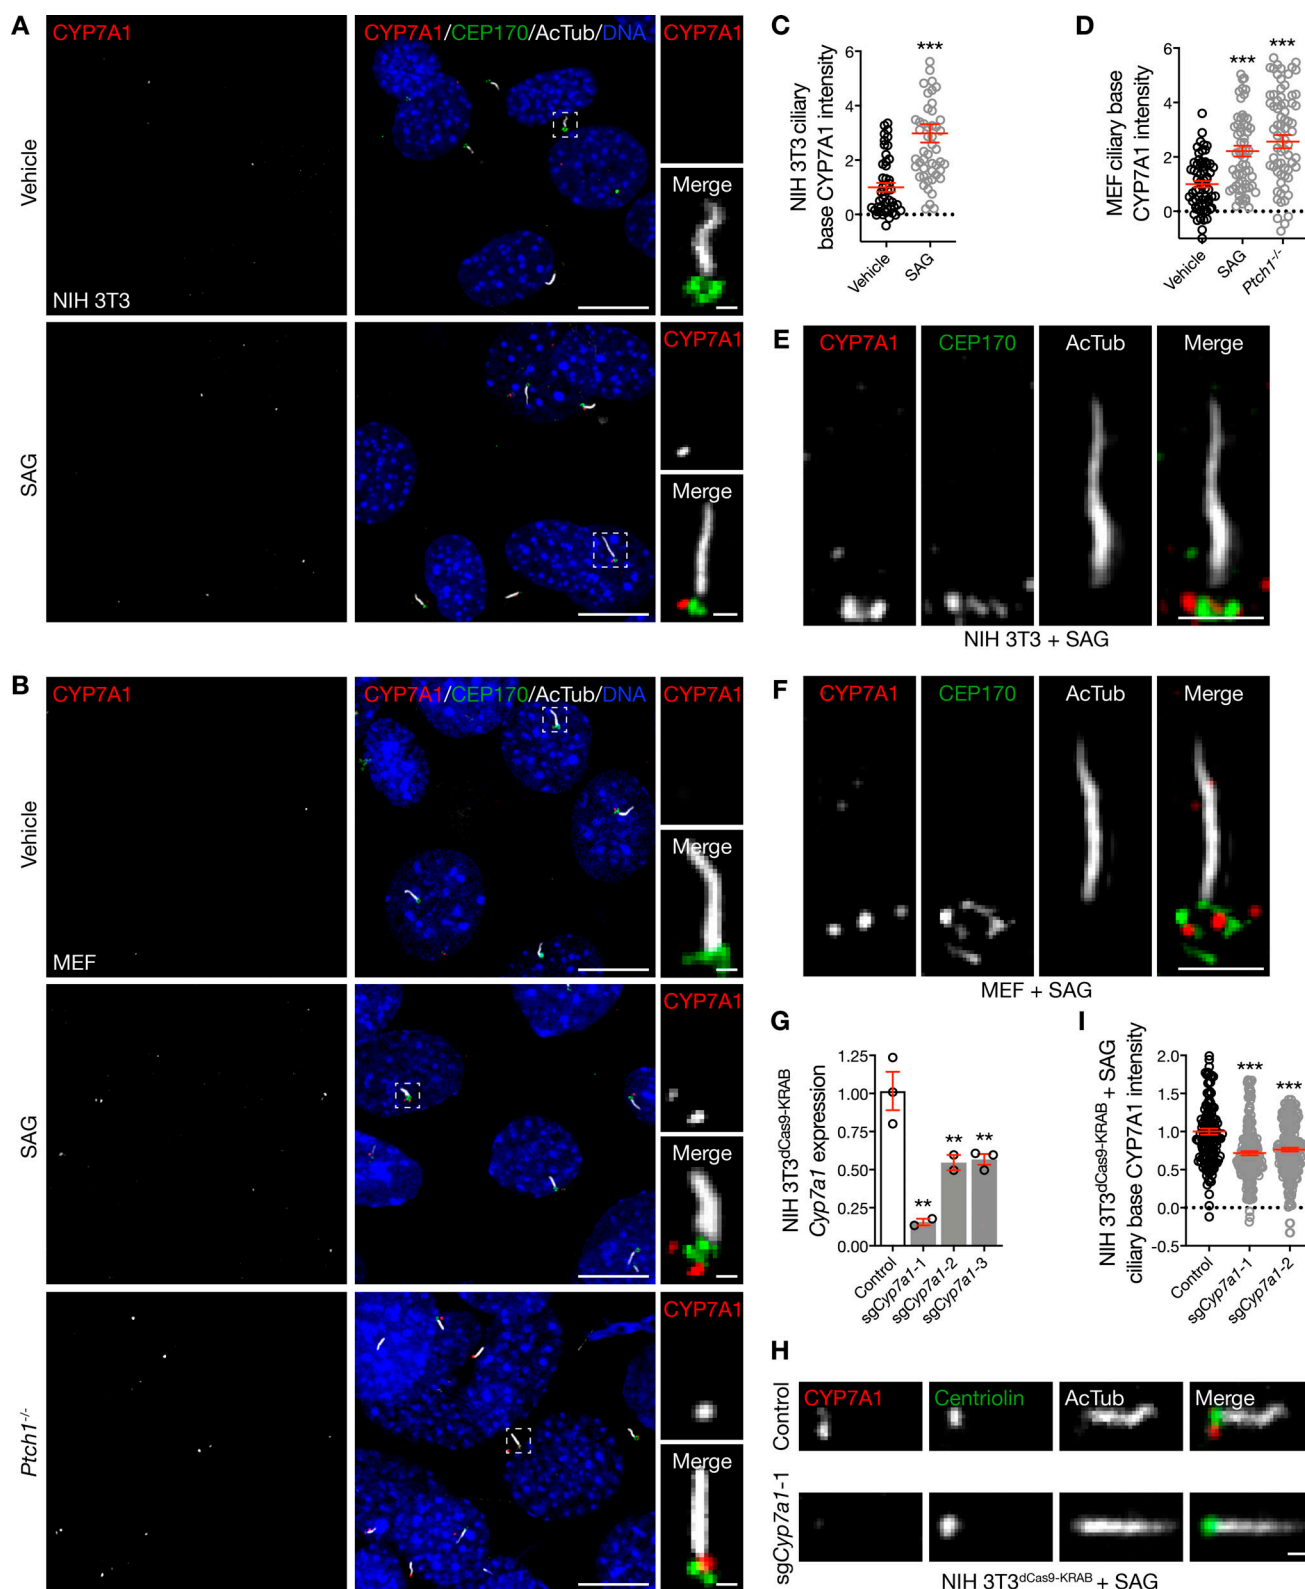 A
CYP7A1
CYP7A1/CEP170/AcTub/DNA
CYP7A1
Merge
Vehicle
NIH 3T3
CYP7A1
Merge
SAG
B
CYP7A1
CYP7A1/CEP170/AcTub/DNA
CYP7A1
Merge
Vehicle
MEF
CYP7A1
Merge
SAG
CYP7A1
Merge
Ptch1-/-
C
NIH 3T3 ciliary
base CYP7A1 intensity
6
4
2
0
***
Vehicle
SAG
D
MEF ciliary base
CYP7A1 intensity
6
4
2
0
-1
***
***
Vehicle
SAG
Ptch1-/-
E
CYP7A1
CEP170
AcTub
Merge
NIH 3T3 + SAG
F
CYP7A1
CEP170
AcTub
Merge
MEF + SAG
G
NIH 3T3dCas9-KRAB
Cyp7a1 expression
1.25
1.00
0.75
0.50
0.25
0.00
**
**
**
Control
sgCyp7a1-1
sgCyp7a1-2
sgCyp7a1-3
I
NIH 3T3dCas9-KRAB + SAG
ciliary base CYP7A1 intensity
2.0
1.5
1.0
0.5
0.0
-0.5
***
***
Control
sgCyp7a1-1
sgCyp7a1-2
H
Control
CYP7A1
Centriolin
AcTub
Merge
sgCyp7a1-1
NIH 3T3dCas9-KRAB + SAG